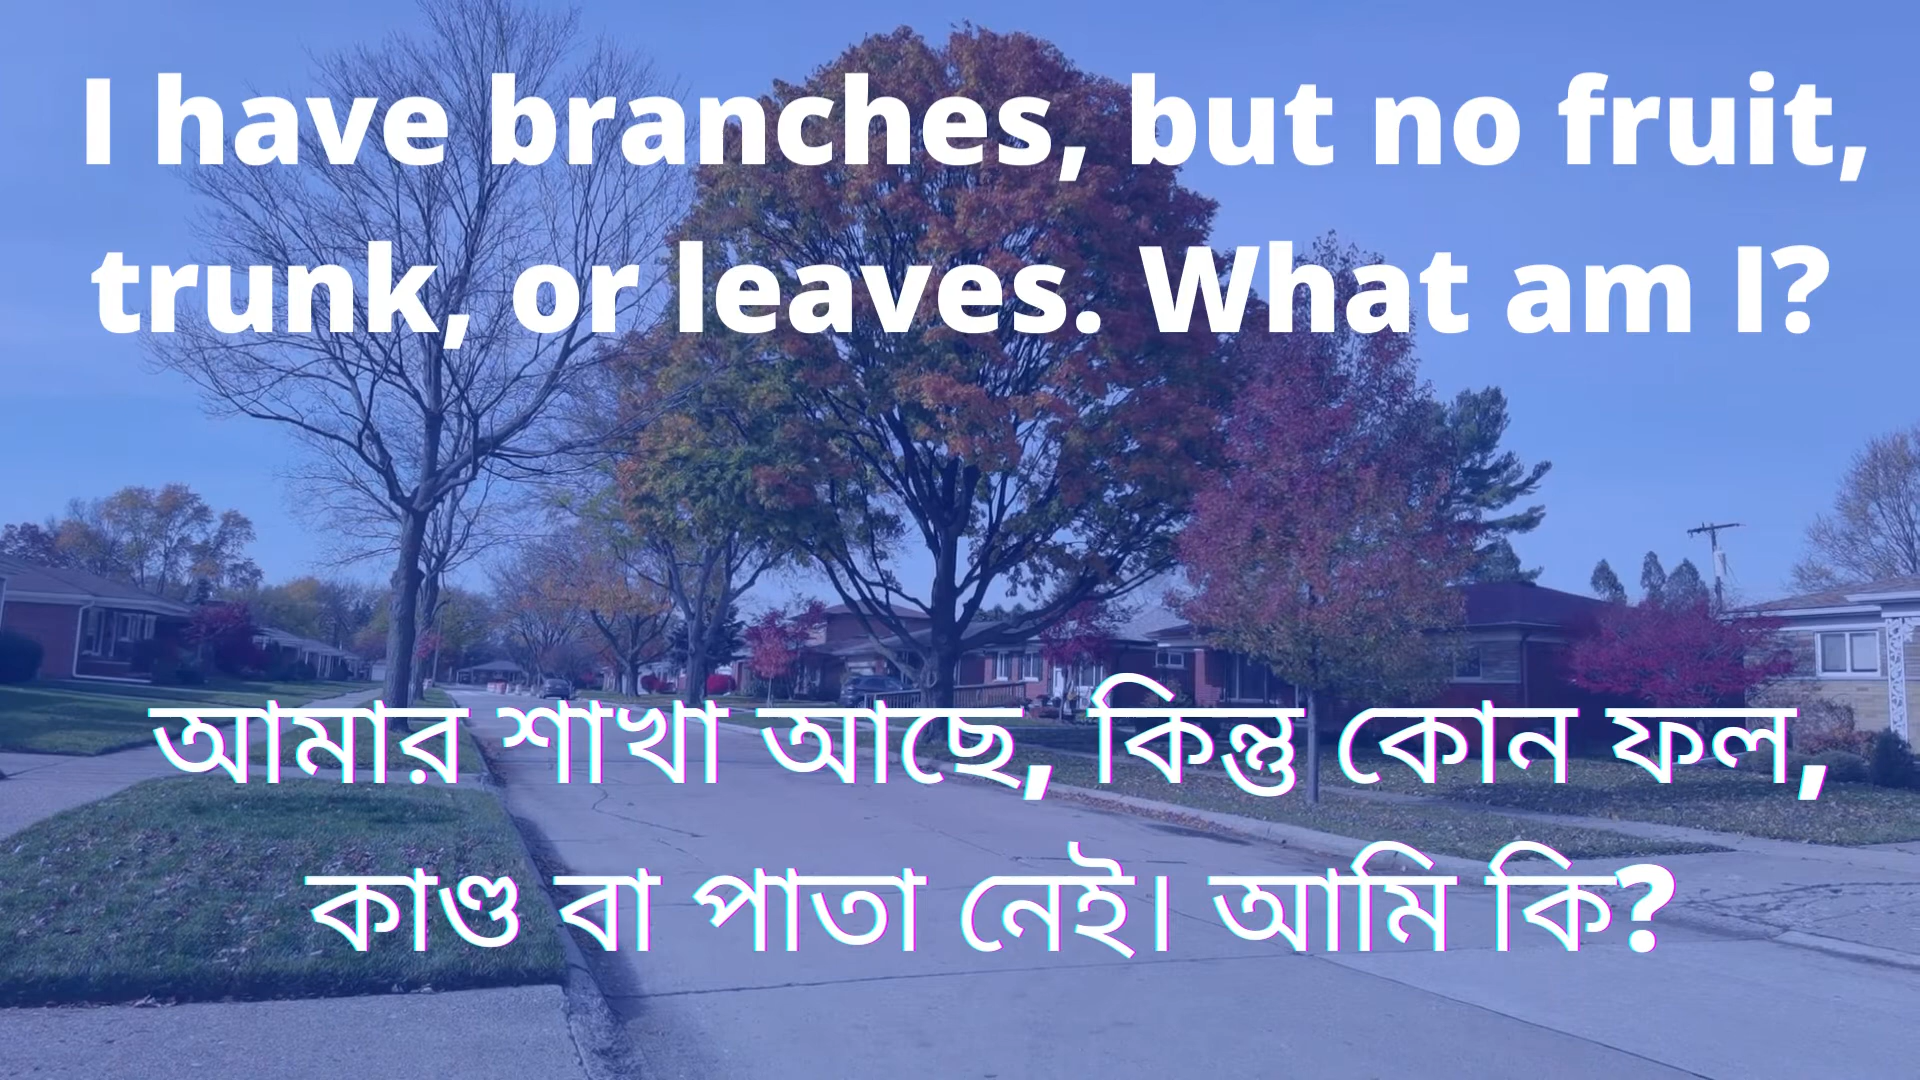 I have branches, but no fruit,
trunk, or leaves. What am I?
আমার শাখা আছে, কিন্তু কোন ফল,
কাণ্ড বা পাতা নেই। আমি কি?